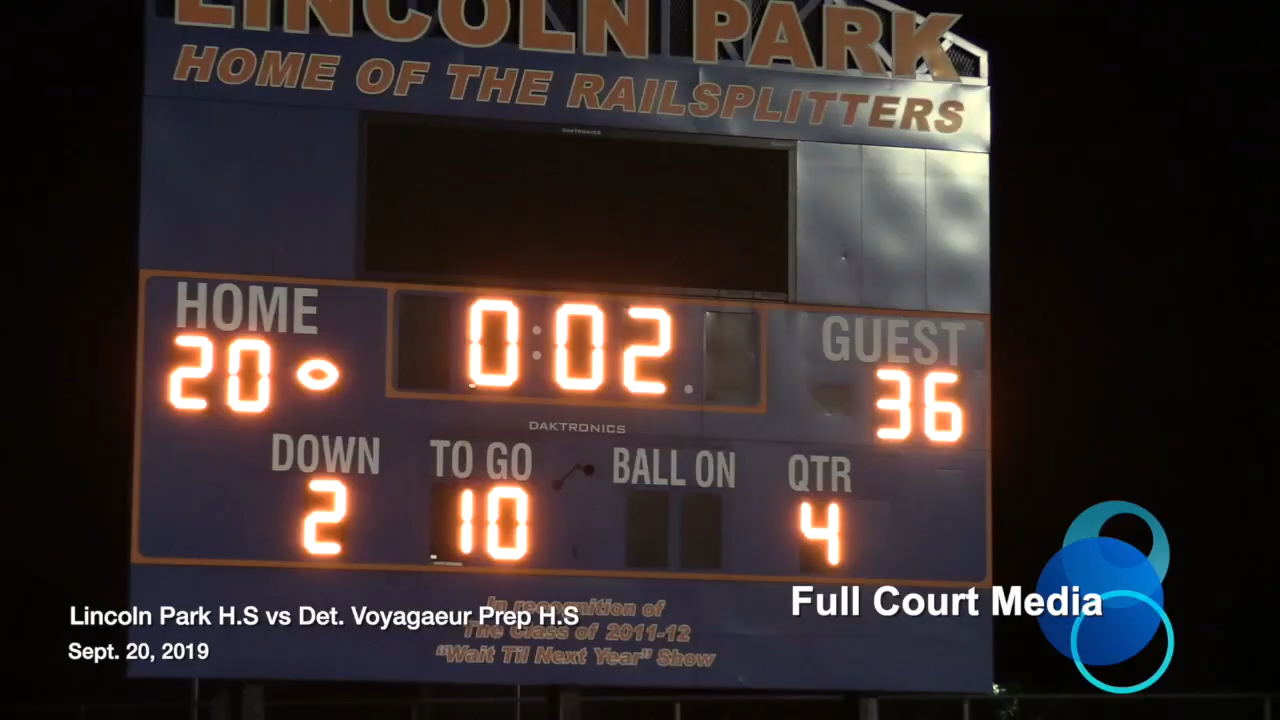 LINCOLN PARK
HOME OF THE RAILSPLITTERS
DAKTRONICS
HOME 0:02 GUEST
20 36
DAKTRONICS
DOWN TO GO BALL ON QTR
2 10 4
In recognition of
The Class of 2011-12
"Wait Til Next Year" Show
Lincoln Park H.S vs Det. Voyagaeur Prep H.S
Sept. 20, 2019
Full Court Media